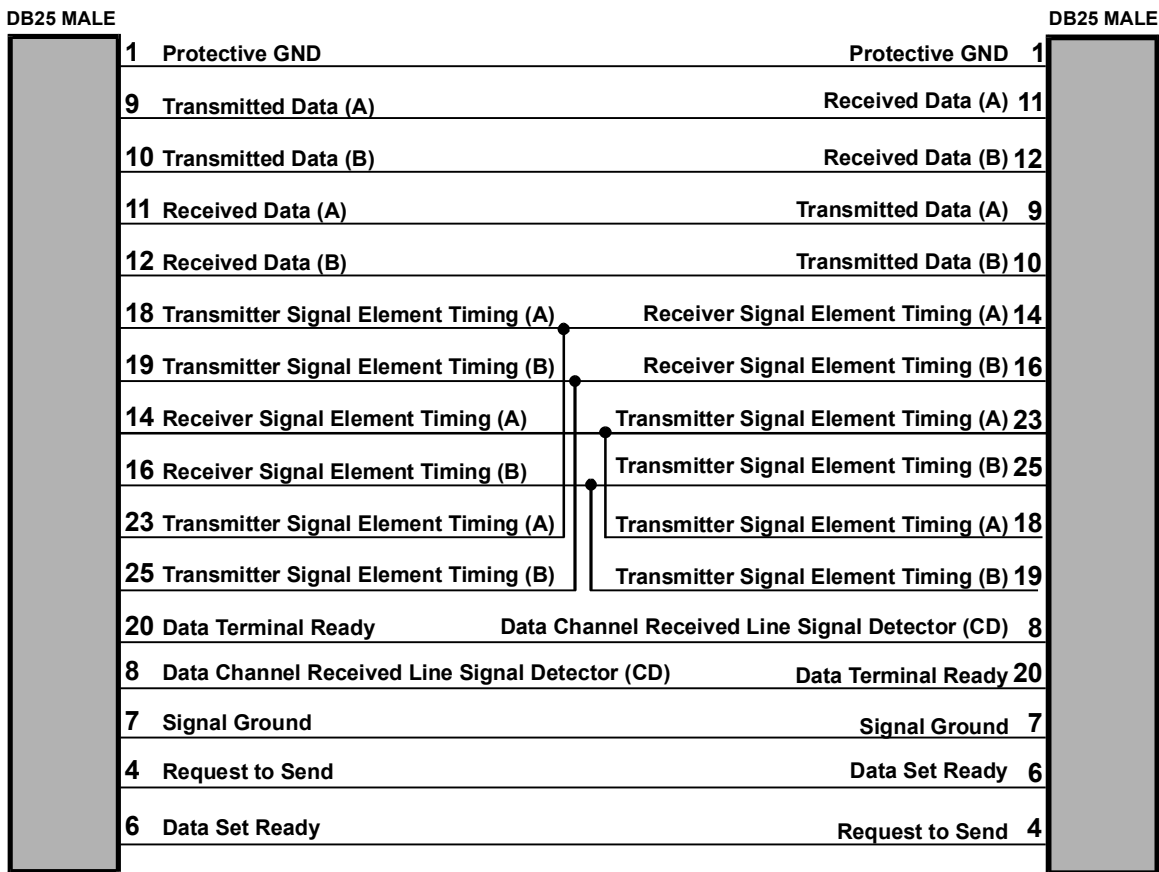 DB25 MALE DB25 MALE
1 Protective GND Protective GND 1
9 Transmitted Data (A) Received Data (A) 11
10 Transmitted Data (B) Received Data (B) 12
11 Received Data (A) Transmitted Data (A) 9
12 Received Data (B) Transmitted Data (B) 10
18 Transmitter Signal Element Timing (A) Receiver Signal Element Timing (A) 14
19 Transmitter Signal Element Timing (B) Receiver Signal Element Timing (B) 16
14 Receiver Signal Element Timing (A) Transmitter Signal Element Timing (A) 23
16 Receiver Signal Element Timing (B) Transmitter Signal Element Timing (B) 25
23 Transmitter Signal Element Timing (A) Transmitter Signal Element Timing (A) 18
25 Transmitter Signal Element Timing (B) Transmitter Signal Element Timing (B) 19
20 Data Terminal Ready Data Channel Received Line Signal Detector (CD) 8
8 Data Channel Received Line Signal Detector (CD) Data Terminal Ready 20
7 Signal Ground Signal Ground 7
4 Request to Send Data Set Ready 6
6 Data Set Ready Request to Send 4